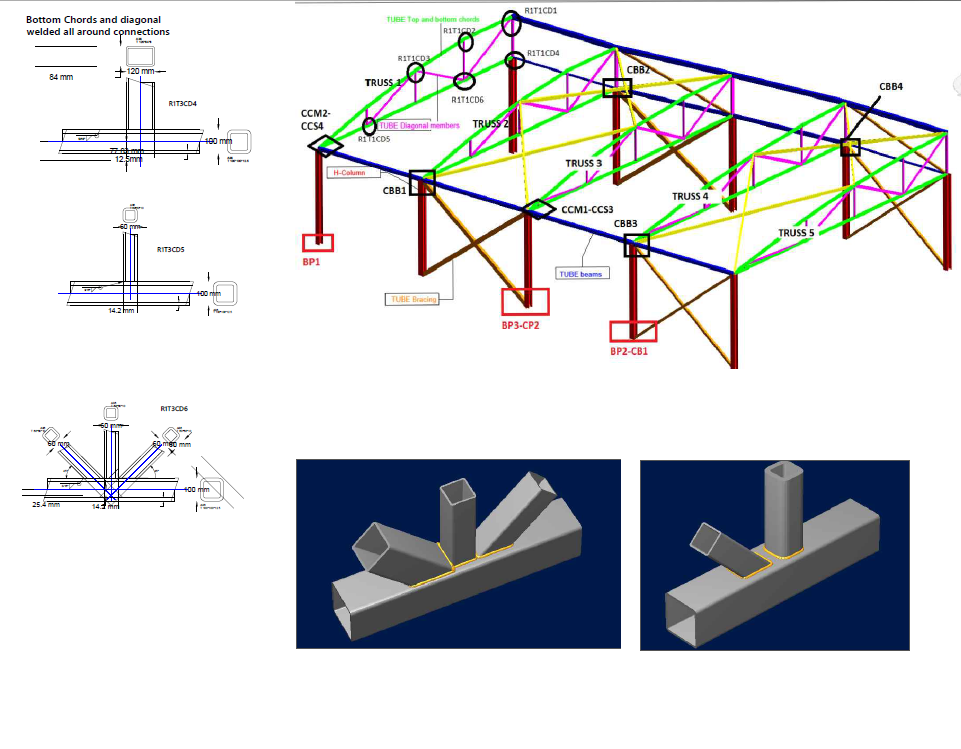 Bottom Chords and diagonal
welded all around connections
84 mm
120 mm
R1T3CD4
100 mm
12.5mm
60 mm
R1T3CD5
100 mm
14.2 mm
R1T3CD6
60 mm
60 mm
60 mm
60 mm
100 mm
25.4 mm
14.2 mm
TUBE Top and bottom chords
R1T1CD1
R1T1CD2
R1T1CD3
R1T1CD4
TRUSS 1
R1T1CD6
CCM2-
CCS4
TUBE Diagonal members
R1T1CD5
TRUSS 2
CBB2
CBB4
H-Column
CBB1
TRUSS 3
CCM1-CCS3
TRUSS 4
CBB3
TRUSS 5
BP1
TUBE beams
TUBE Bracing
BP3-CP2
BP2-CB1